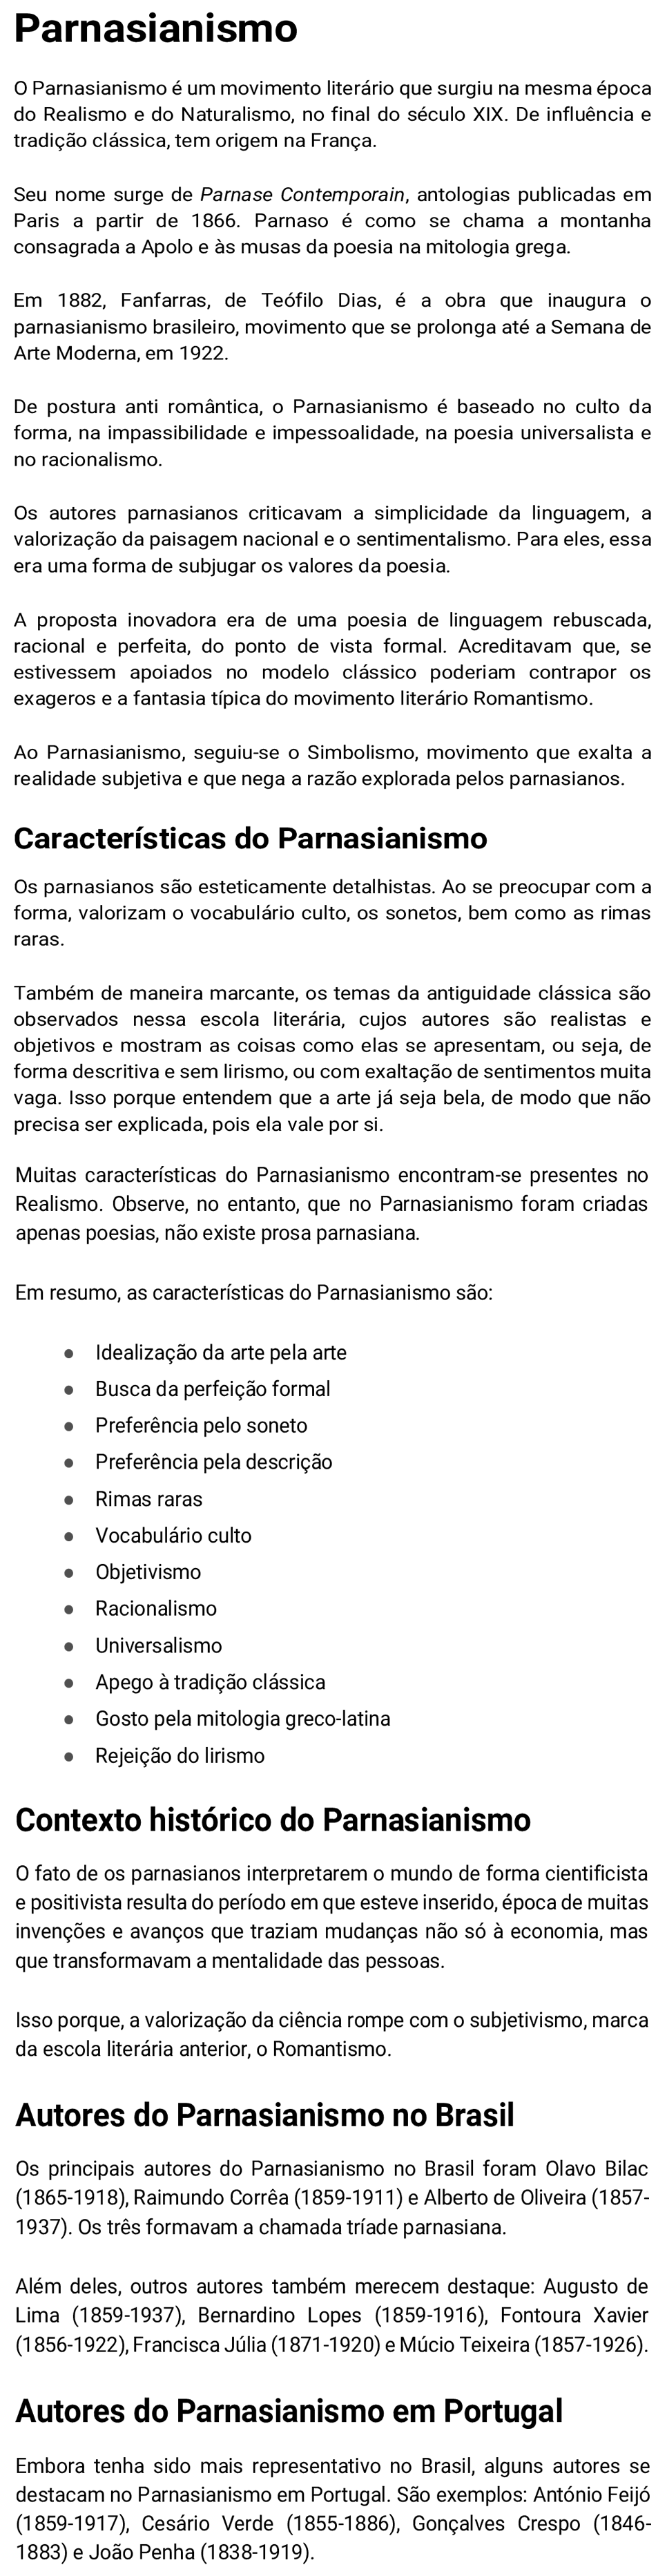 Parnasianismo
O Parnasianismo é um movimento literário que surgiu na mesma época
do Realismo e do Naturalismo, no final do século XIX. De influência e
tradição clássica, tem origem na França.
Seu nome surge de Parnase Contemporain, antologias publicadas em
Paris a partir de 1866. Parnaso é como se chama a montanha
consagrada a Apolo e às musas da poesia na mitologia grega.
Em 1882, Fanfarras, de Teófilo Dias, é a obra que inaugura o
parnasianismo brasileiro, movimento que se prolonga até a Semana de
Arte Moderna, em 1922.
De postura anti romântica, o Parnasianismo é baseado no culto da
forma, na impassibilidade e impessoalidade, na poesia universalista e
no racionalismo.
Os autores parnasianos criticavam a simplicidade da linguagem, a
valorização da paisagem nacional e o sentimentalismo. Para eles, essa
era uma forma de subjugar os valores da poesia.
A proposta inovadora era de uma poesia de linguagem rebuscada,
racional e perfeita, do ponto de vista formal. Acreditavam que, se
estivessem apoiados no modelo clássico poderiam contrapor os
exageros e a fantasia típica do movimento literário Romantismo.
Ao Parnasianismo, seguiu-se o Simbolismo, movimento que exalta a
realidade subjetiva e que nega a razão explorada pelos parnasianos.
Características do Parnasianismo
Os parnasianos são esteticamente detalhistas. Ao se preocupar com a
forma, valorizam o vocabulário culto, os sonetos, bem como as rimas
raras.
Também de maneira marcante, os temas da antiguidade clássica são
observados nessa escola literária, cujos autores são realistas e
objetivos e mostram as coisas como elas se apresentam, ou seja, de
forma descritiva e sem lirismo, ou com exaltação de sentimentos muita
vaga. Isso porque entendem que a arte já seja bela, de modo que não
precisa ser explicada, pois ela vale por si.
Muitas características do Parnasianismo encontram-se presentes no
Realismo. Observe, no entanto, que no Parnasianismo foram criadas
apenas poesias, não existe prosa parnasiana.
Em resumo, as características do Parnasianismo são:
● Idealização da arte pela arte
● Busca da perfeição formal
● Preferência pelo soneto
● Preferência pela descrição
● Rimas raras
● Vocabulário culto
● Objetivismo
● Racionalismo
● Universalismo
● Apego à tradição clássica
● Gosto pela mitologia greco-latina
● Rejeição do lirismo
Contexto histórico do Parnasianismo
O fato de os parnasianos interpretarem o mundo de forma cientificista
e positivista resulta do período em que esteve inserido, época de muitas
invenções e avanços que traziam mudanças não só à economia, mas
que transformavam a mentalidade das pessoas.
Isso porque, a valorização da ciência rompe com o subjetivismo, marca
da escola literária anterior, o Romantismo.
Autores do Parnasianismo no Brasil
Os principais autores do Parnasianismo no Brasil foram Olavo Bilac
(1865-1918), Raimundo Corrêa (1859-1911) e Alberto de Oliveira (1857-
1937). Os três formavam a chamada tríade parnasiana.
Além deles, outros autores também merecem destaque: Augusto de
Lima (1859-1937), Bernardino Lopes (1859-1916), Fontoura Xavier
(1856-1922), Francisca Júlia (1871-1920) e Múcio Teixeira (1857-1926).
Autores do Parnasianismo em Portugal
Embora tenha sido mais representativo no Brasil, alguns autores se
destacam no Parnasianismo em Portugal. São exemplos: António Feijó
(1859-1917), Cesário Verde (1855-1886), Gonçalves Crespo (1846-
1883) e João Penha (1838-1919).